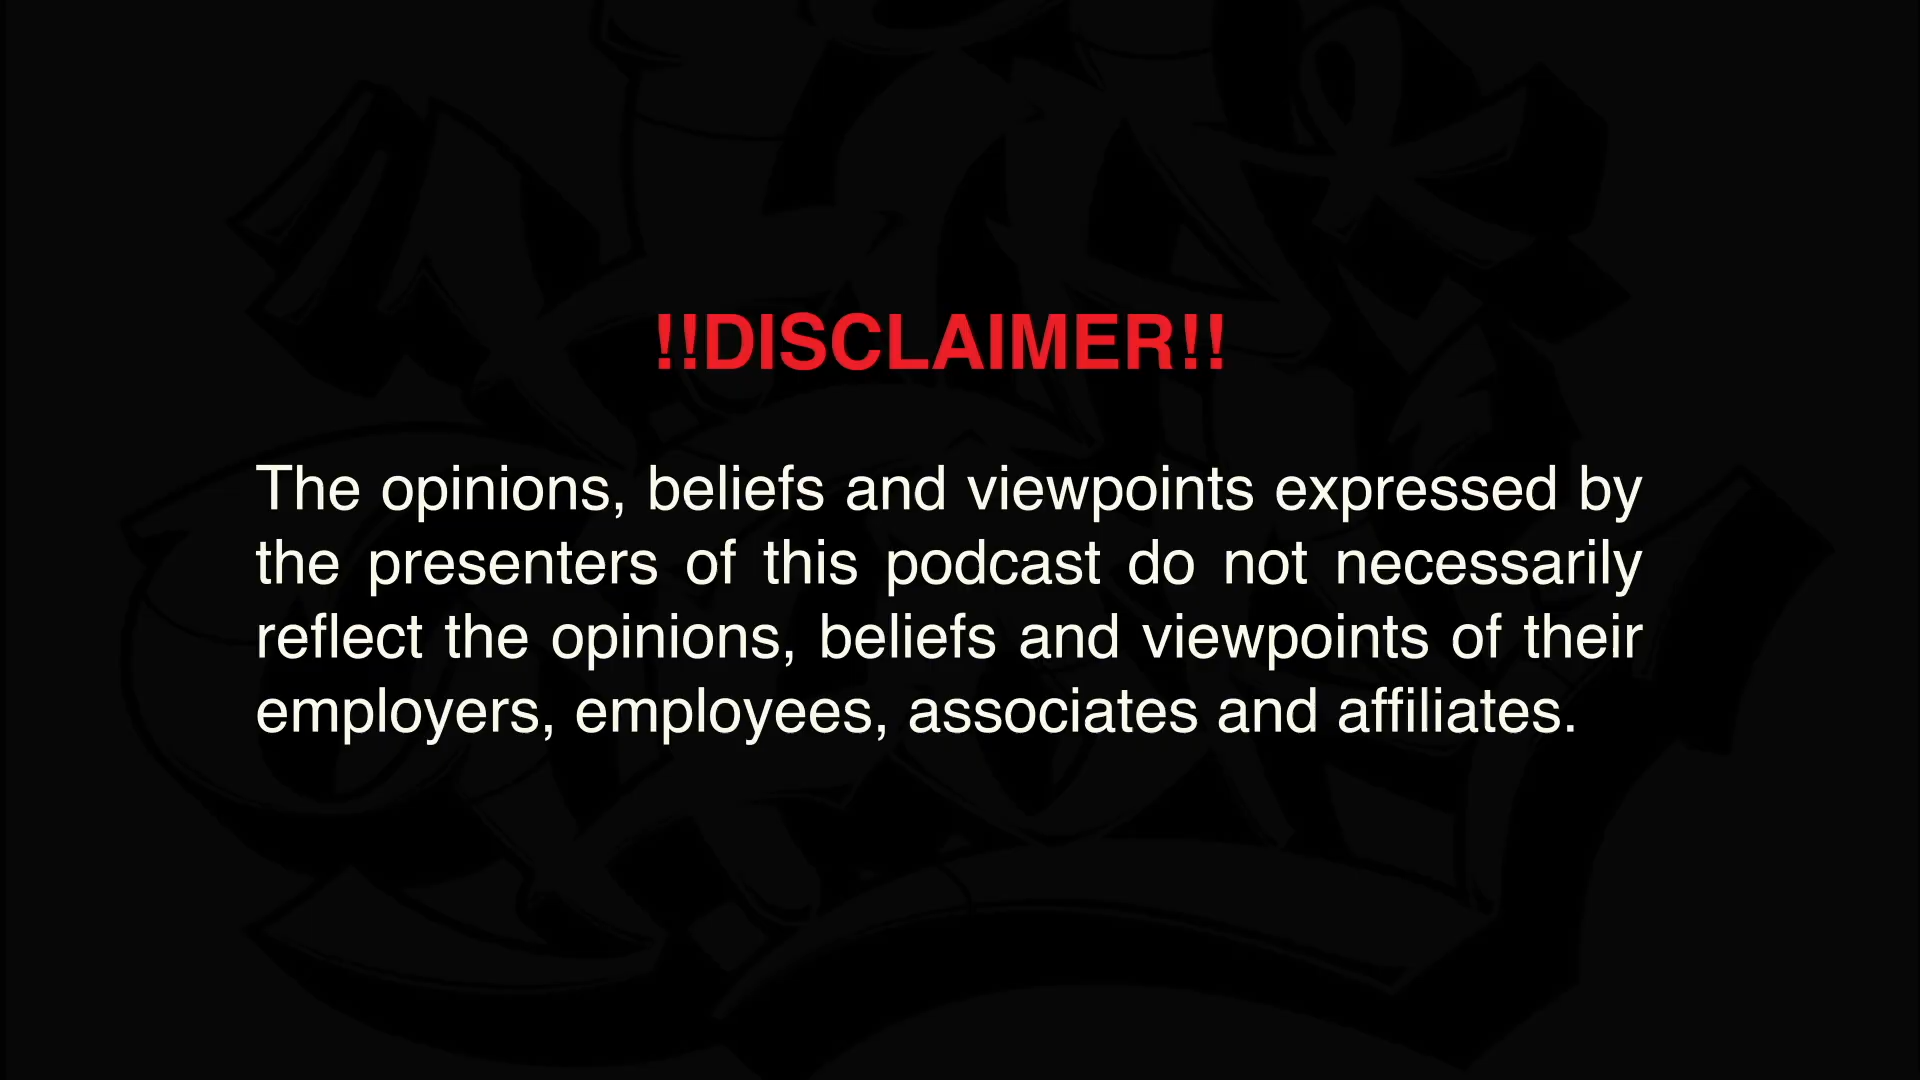 !!DISCLAIMER!!
The opinions, beliefs and viewpoints expressed by
the presenters of this podcast do not necessarily
reflect the opinions, beliefs and viewpoints of their
employers, employees, associates and affiliates.